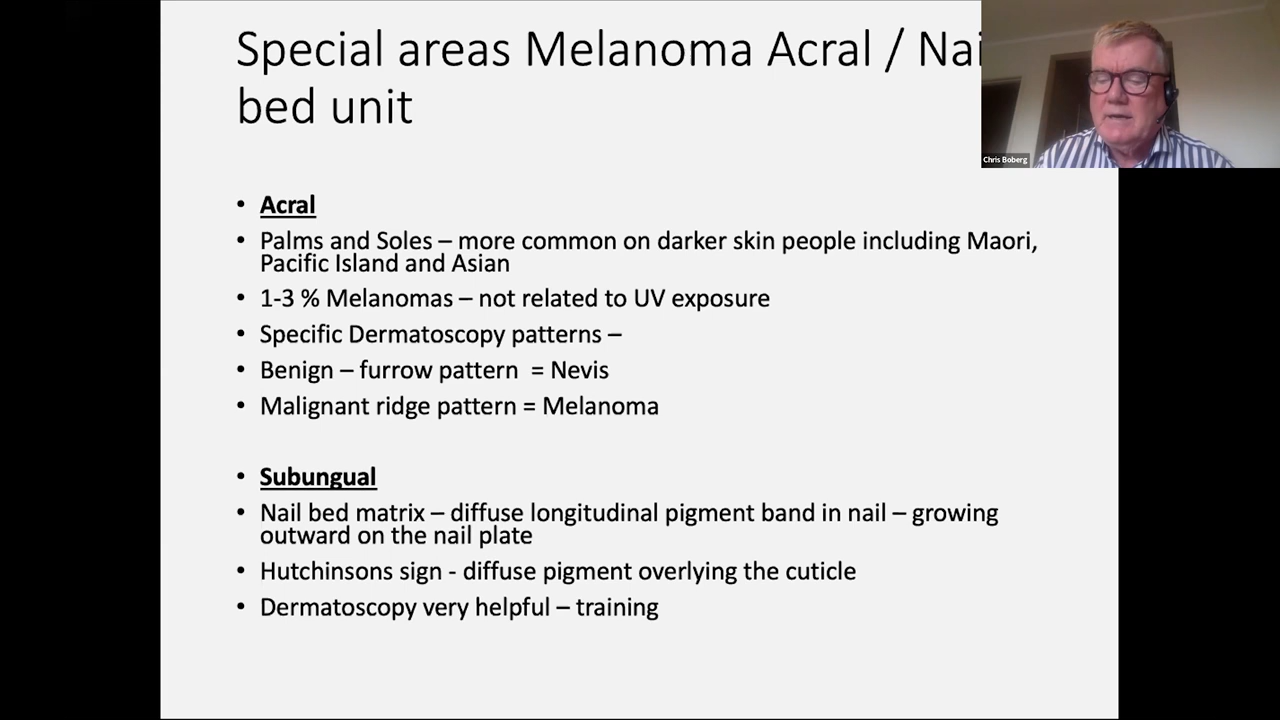 Special areas Melanoma Acral / Nai
bed unit
Chris Boberg
• Acral
• Palms and Soles – more common on darker skin people including Maori,
Pacific Island and Asian
• 1-3 % Melanomas – not related to UV exposure
• Specific Dermatoscopy patterns –
• Benign – furrow pattern = Nevis
• Malignant ridge pattern = Melanoma
• Subungual
• Nail bed matrix – diffuse longitudinal pigment band in nail – growing
outward on the nail plate
• Hutchinsons sign - diffuse pigment overlying the cuticle
• Dermatoscopy very helpful – training